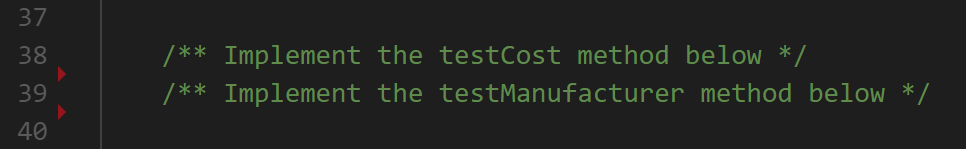 37
38 /** Implement the testCost method below */
39 /** Implement the testManufacturer method below */
40